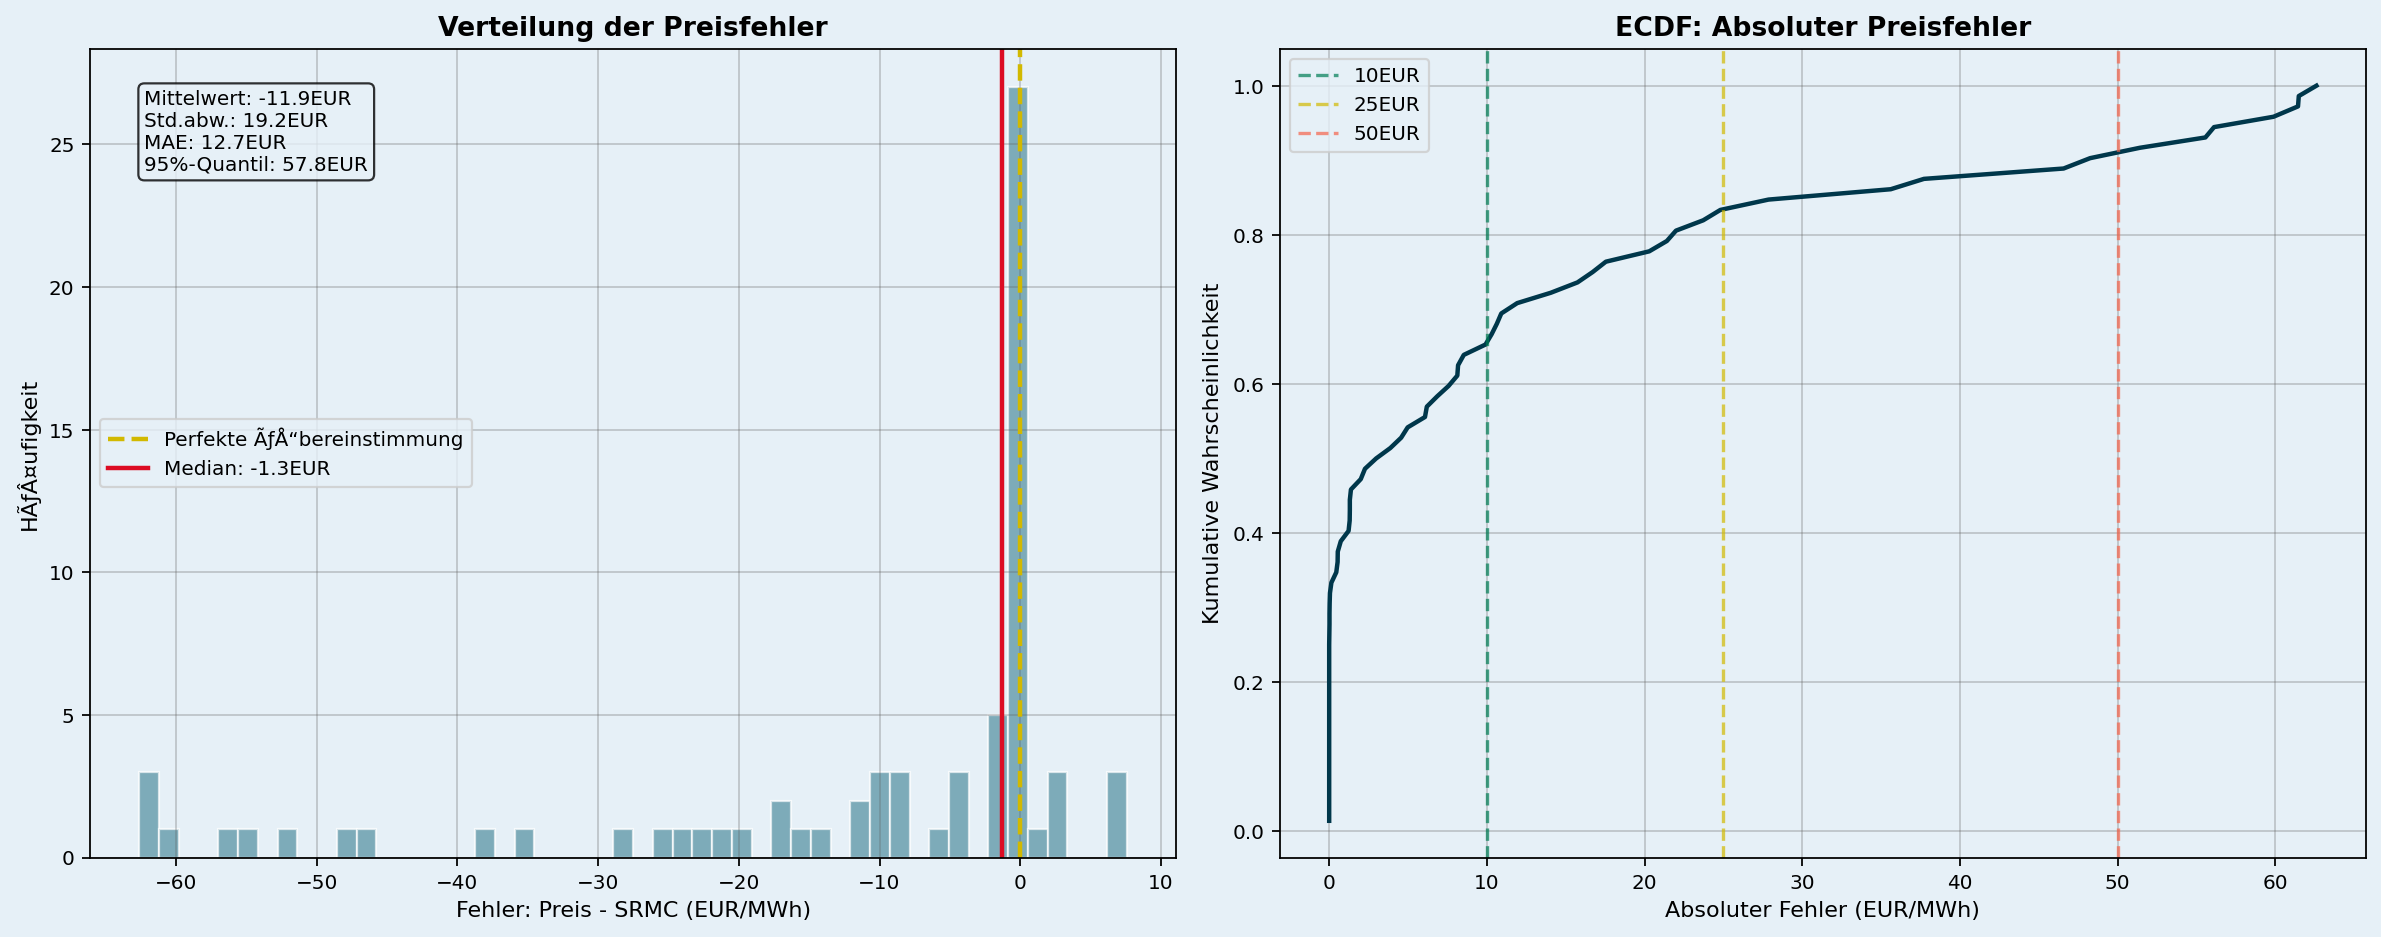 Verteilung der Preisfehler
Mittelwert: -11.9EUR
Std.abw.: 19.2EUR
MAE: 12.7EUR
95%-Quantil: 57.8EUR
Perfekte ÃƒÅ“bereinstimmung
Median: -1.3EUR
HÃƒÂ¤ufigkeit
25
20
15
10
5
0
−60 −50 −40 −30 −20 −10 0 10
Fehler: Preis - SRMC (EUR/MWh)
ECDF: Absoluter Preisfehler
10EUR
25EUR
50EUR
Kumulative Wahrscheinlichkeit
1.0
0.8
0.6
0.4
0.2
0.0
0 10 20 30 40 50 60
Absoluter Fehler (EUR/MWh)